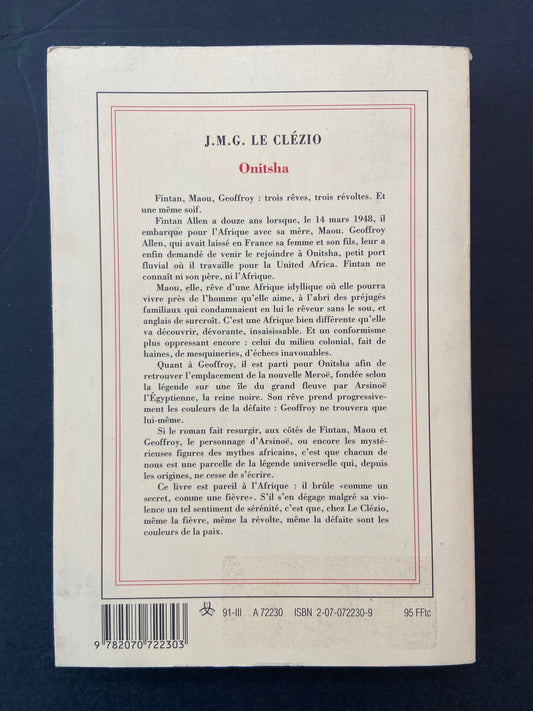 J.M.G. LE CLÉZIO
Onitsha
Fintan, Maou, Geoffroy : trois rêves, trois révoltes. Et
une même soif.
Fintan Allen a douze ans lorsque, le 14 mars 1948, il
embarque pour l'Afrique avec sa mère, Maou. Geoffroy
Allen, qui avait laissé en France sa femme et son fils, leur a
enfin demandé de venir le rejoindre à Onitsha, petit port
fluvial où il travaille pour la United Africa. Fintan ne
connaît ni son père, ni l'Afrique.
Maou, elle, rêve d'une Afrique idyllique où elle pourra
vivre près de l'homme qu'elle aime, à l'abri des préjugés
familiaux qui condamnaient en lui le rêveur sans le sou, et
anglais de surcroît. C'est une Afrique bien différente qu'elle
va découvrir, dévorante, insaisissable. Et un conformisme
plus oppressant encore : celui du milieu colonial, fait de
haines, de mesquineries, d'échecs inavouables.
Quant à Geoffroy, il est parti pour Onitsha afin de
retrouver l'emplacement de la nouvelle Meroë, fondée selon
la légende sur une île du grand fleuve par Arsinoë
l'Égyptienne, la reine noire. Son rêve prend progressive-
ment les couleurs de la défaite : Geoffroy ne trouvera que
lui-même.
Si le roman fait resurgir, aux côtés de Fintan, Maou et
Geoffroy, le personnage d'Arsinoë, ou encore les mysté-
rieuses figures des mythes africains, c'est que chacun de
nous est une parcelle de la légende universelle qui, depuis
les origines, ne cesse de s'écrire.
Ce livre est pareil à l'Afrique : il brûle «comme un
secret, comme une fièvre». S'il s'en dégage malgré sa vio-
lence un tel sentiment de sérénité, c'est que, chez Le Clézio,
même la fièvre, même la révolte, même la défaite sont les
couleurs de la paix.
91-III A 72230 ISBN 2-07-072230-9 95 FFtc
9 782070 722303